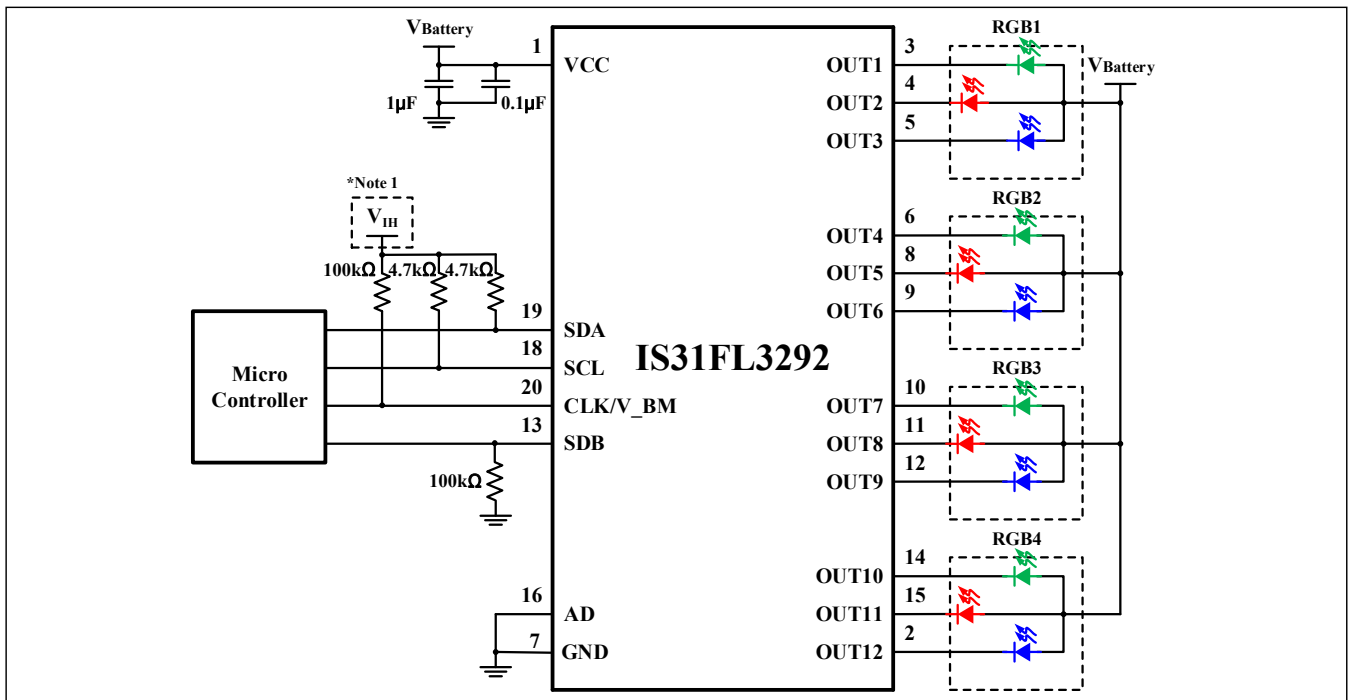 VBattery
1
VCC
1μF
0.1μF
*Note 1
VIH
100kΩ
4.7kΩ
4.7kΩ
Micro
Controller
19
SDA
18
SCL
20
CLK/V_BM
13
SDB
100kΩ
16
AD
7
GND
IS31FL3292
RGB1
VBattery
3
OUT1
4
OUT2
5
OUT3
RGB2
6
OUT4
8
OUT5
9
OUT6
RGB3
10
OUT7
11
OUT8
12
OUT9
RGB4
14
OUT10
15
OUT11
2
OUT12